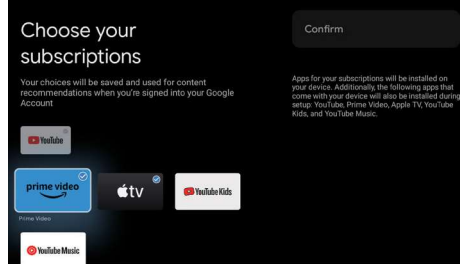 Choose your
subscriptions
Your choices will be saved and used for content
recommendations when you're signed into your Google
Account
YouTube
prime video
tv
YouTube Kids
Prime Video
YouTube Music
Confirm
Apps for your subscriptions will be installed on
your device. Additionally, the following apps that
come with your device will also be installed during
setup: YouTube, Prime Video, Apple TV, YouTube
Kids, and YouTube Music.